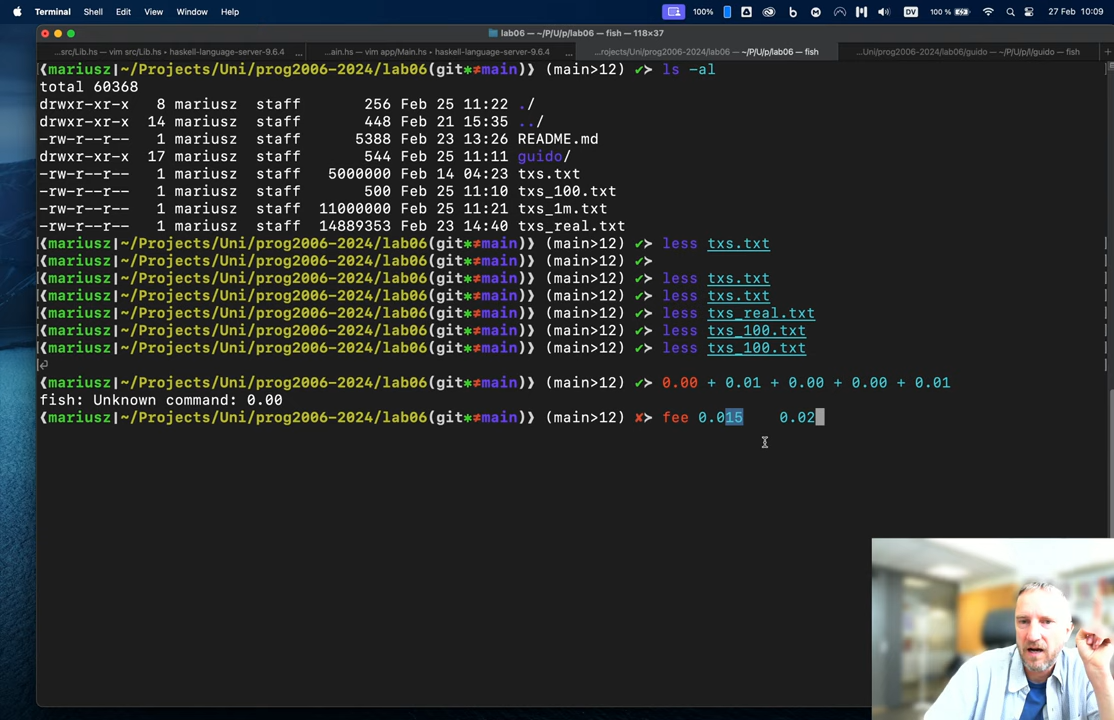 Terminal Shell Edit View Window Help 100% DV 100 % 27 Feb 10:09
lab06 — ~/P/U/p/lab06 — fish — 118×37
...src/Lib.hs — vim src/Lib.hs • haskell-language-server-9.6.4 ... ...ain.hs — vim app/Main.hs • haskell-language-server-9.6.4 ... ...rojects/Uni/prog2006-2024/lab06 — ~/P/U/p/lab06 — fish ...Uni/prog2006-2024/lab06/guido — ~/P/U/p/l/guido — fish
⟪mariusz|~/Projects/Uni/prog2006-2024/lab06(git*≠main)⟫ (main>12) ✔➤ ls -al
total 60368
drwxr-xr-x 8 mariusz staff 256 Feb 25 11:22 ./
drwxr-xr-x 14 mariusz staff 448 Feb 21 15:35 ../
-rw-r--r-- 1 mariusz staff 5388 Feb 23 13:26 README.md
drwxr-xr-x 17 mariusz staff 544 Feb 25 11:11 guido/
-rw-r--r-- 1 mariusz staff 5000000 Feb 14 04:23 txs.txt
-rw-r--r-- 1 mariusz staff 500 Feb 25 11:10 txs_100.txt
-rw-r--r-- 1 mariusz staff 11000000 Feb 25 11:21 txs_1m.txt
-rw-r--r-- 1 mariusz staff 14889353 Feb 23 14:40 txs_real.txt
⟪mariusz|~/Projects/Uni/prog2006-2024/lab06(git*≠main)⟫ (main>12) ✔➤ less txs.txt
⟪mariusz|~/Projects/Uni/prog2006-2024/lab06(git*≠main)⟫ (main>12) ✔➤
⟪mariusz|~/Projects/Uni/prog2006-2024/lab06(git*≠main)⟫ (main>12) ✔➤ less txs.txt
⟪mariusz|~/Projects/Uni/prog2006-2024/lab06(git*≠main)⟫ (main>12) ✔➤ less txs.txt
⟪mariusz|~/Projects/Uni/prog2006-2024/lab06(git*≠main)⟫ (main>12) ✔➤ less txs_real.txt
⟪mariusz|~/Projects/Uni/prog2006-2024/lab06(git*≠main)⟫ (main>12) ✔➤ less txs_100.txt
⟪mariusz|~/Projects/Uni/prog2006-2024/lab06(git*≠main)⟫ (main>12) ✔➤ less txs_100.txt
⏎
⟪mariusz|~/Projects/Uni/prog2006-2024/lab06(git*≠main)⟫ (main>12) ✔➤ 0.00 + 0.01 + 0.00 + 0.00 + 0.01
fish: Unknown command: 0.00
⟪mariusz|~/Projects/Uni/prog2006-2024/lab06(git*≠main)⟫ (main>12) ✘➤ fee 0.015 0.02